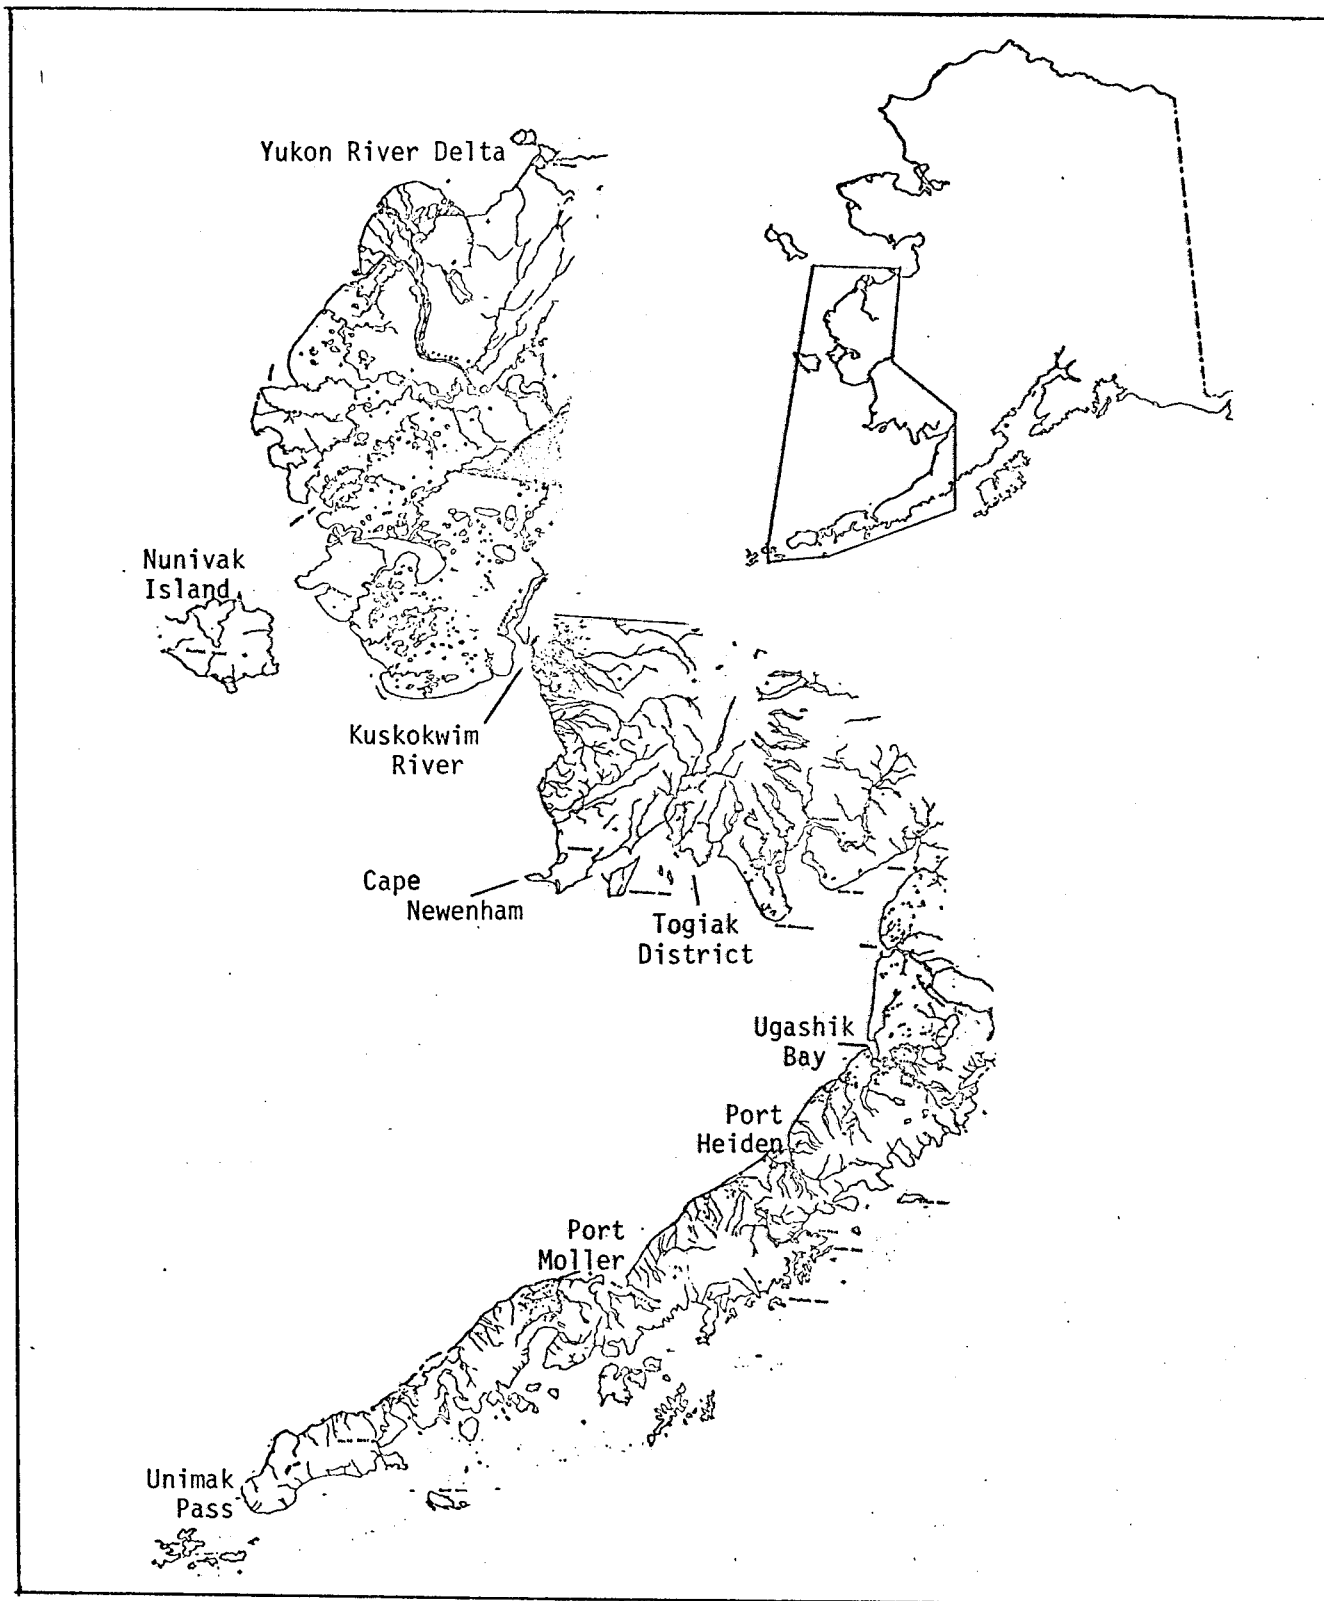 Yukon River Delta
Nunivak
Island
Kuskokwim
River
Cape
Newenham
Togiak
District
Ugashik
Bay
Port
Heiden
Port
Moller
Unimak
Pass